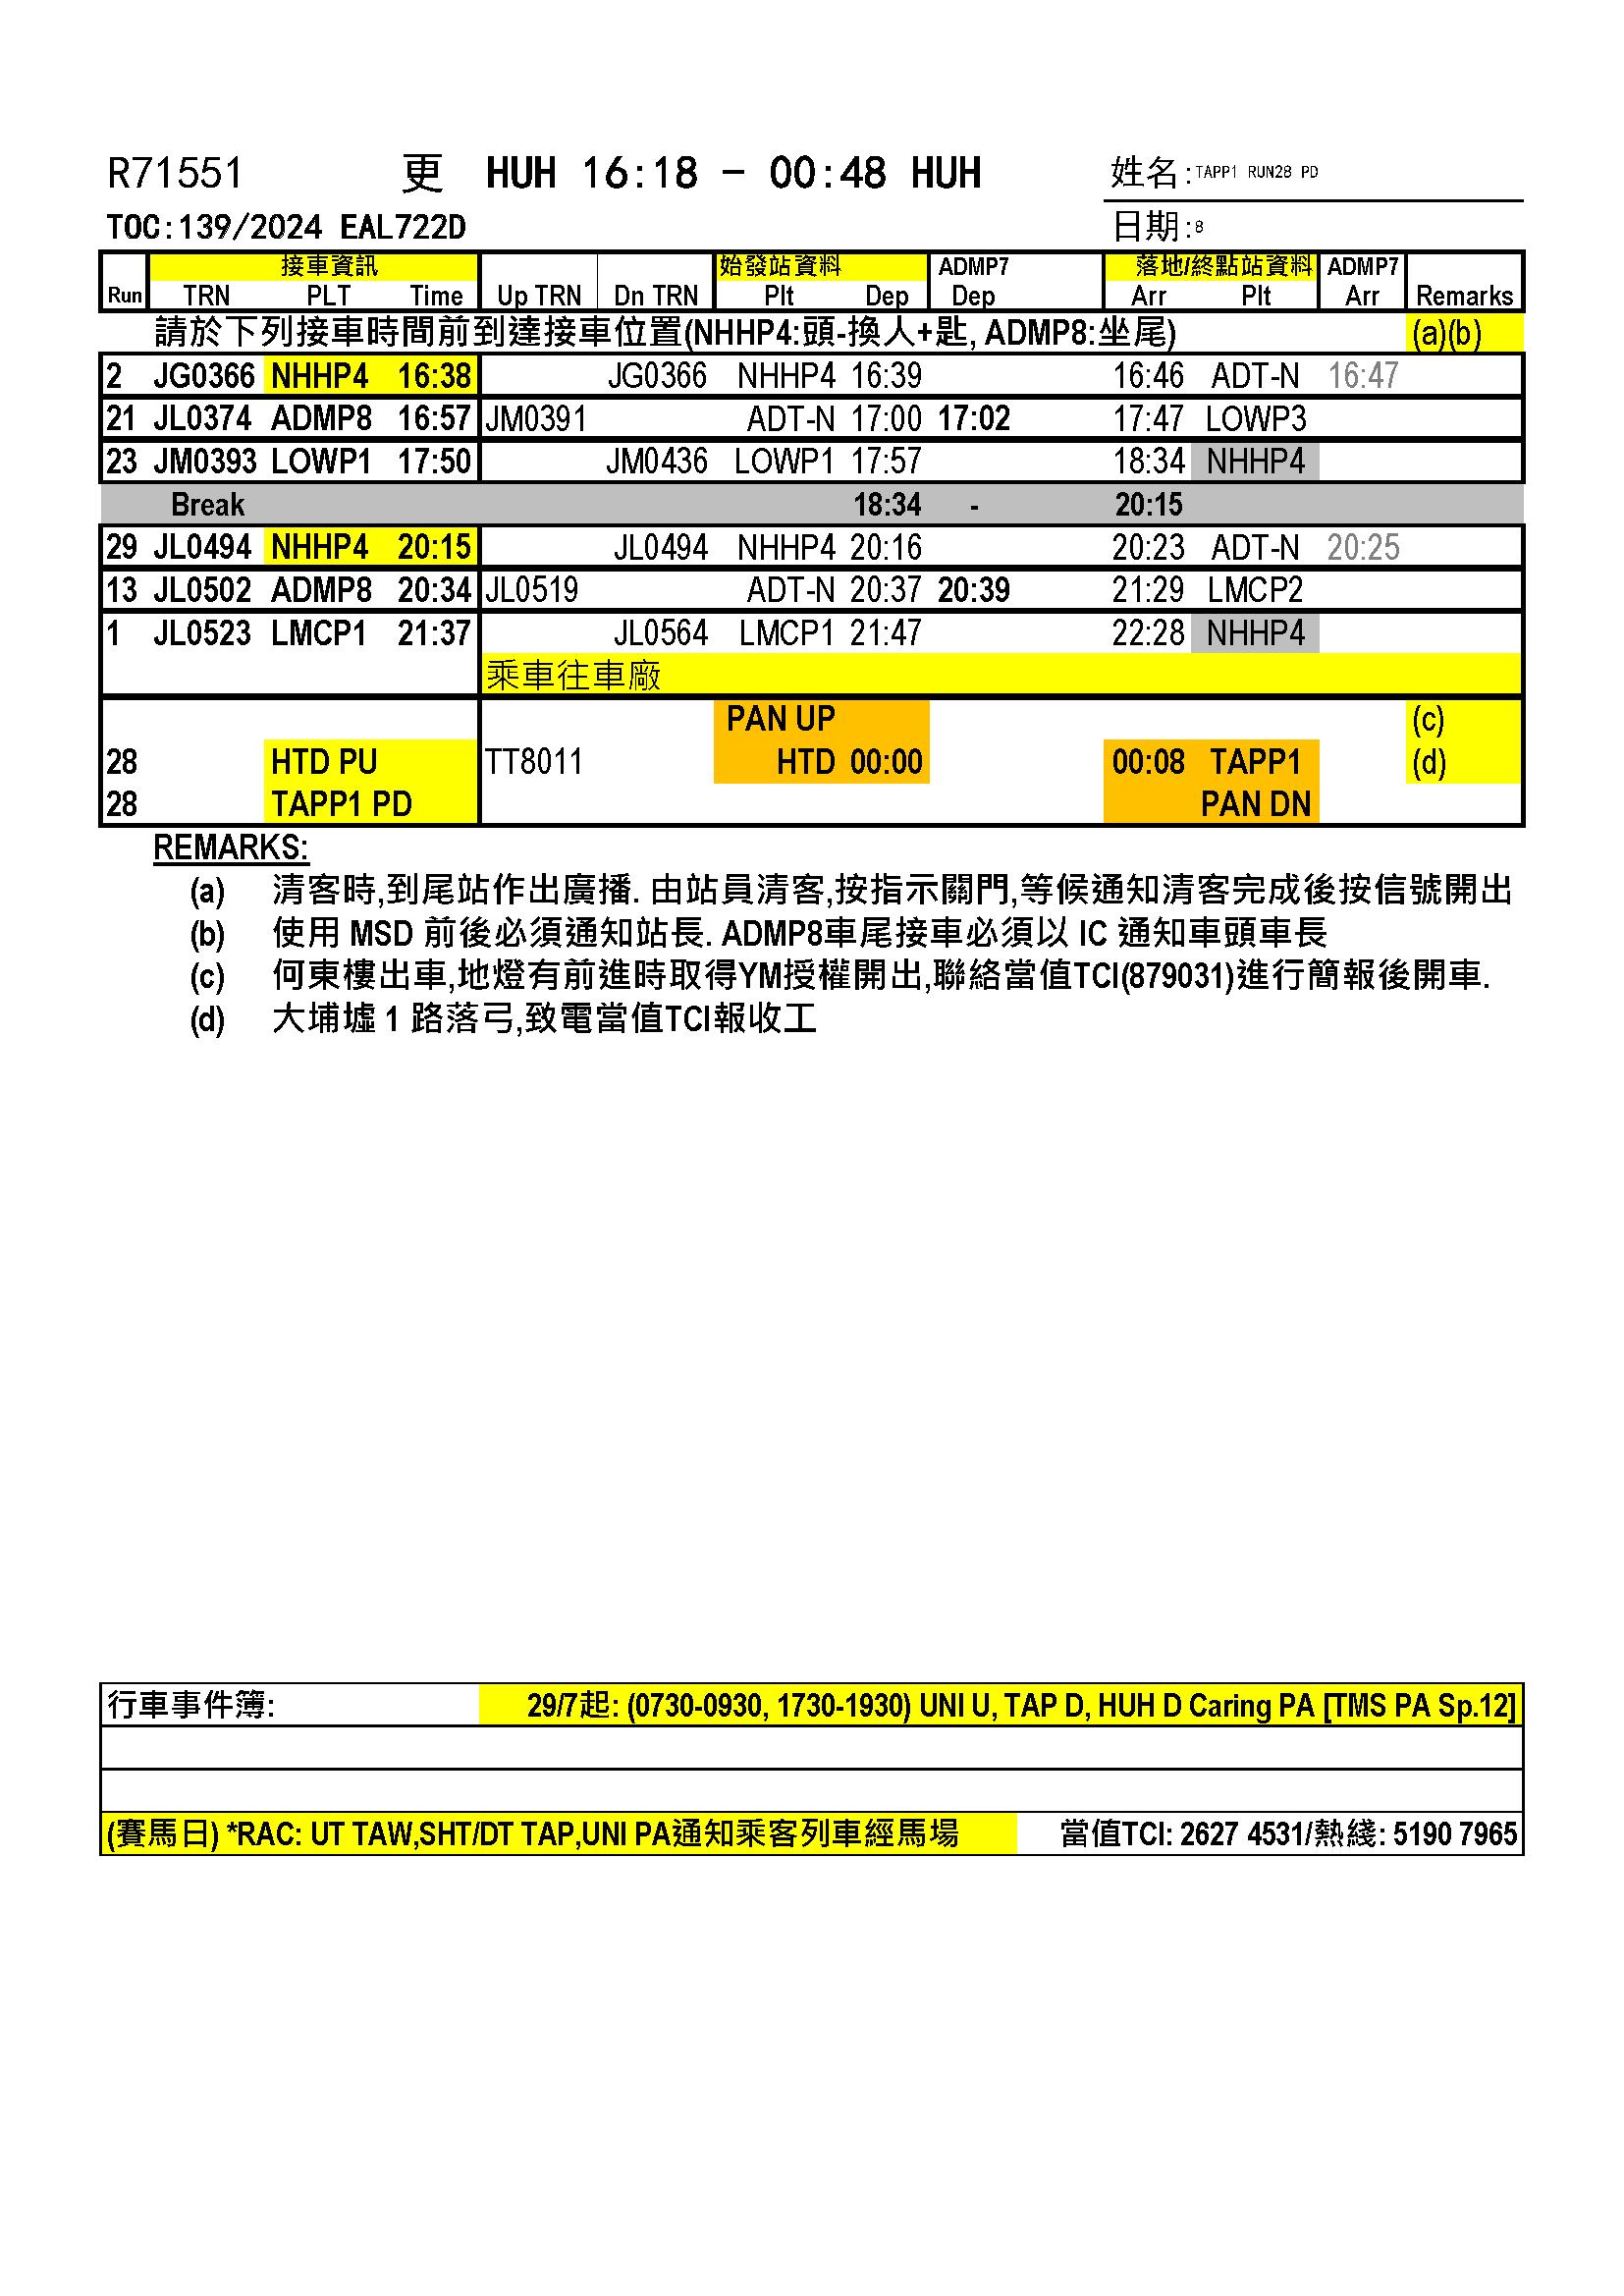 R71551 更 HUH 16:18 - 00:48 HUH 姓名:TAPP1 RUN28 PD
TOC:139/2024 EAL722D 日期:8
接車資訊 始發站資料 ADMP7 落地/終點站資料 ADMP7
Run TRN PLT Time Up TRN Dn TRN Plt Dep Dep Arr Plt Arr Remarks
請於下列接車時間前到達接車位置(NHHP4:頭-換人+匙, ADMP8:坐尾) (a)(b)
2 JG0366 NHHP4 16:38 JG0366 NHHP4 16:39 16:46 ADT-N 16:47
21 JL0374 ADMP8 16:57 JM0391 ADT-N 17:00 17:02 17:47 LOWP3
23 JM0393 LOWP1 17:50 JM0436 LOWP1 17:57 18:34 NHHP4
Break 18:34 - 20:15
29 JL0494 NHHP4 20:15 JL0494 NHHP4 20:16 20:23 ADT-N 20:25
13 JL0502 ADMP8 20:34 JL0519 ADT-N 20:37 20:39 21:29 LMCP2
1 JL0523 LMCP1 21:37 JL0564 LMCP1 21:47 22:28 NHHP4
乘車往車廠
PAN UP (c)
28 HTD PU TT8011 HTD 00:00 00:08 TAPP1 (d)
28 TAPP1 PD PAN DN
REMARKS:
(a) 清客時,到尾站作出廣播. 由站員清客,按指示關門,等候通知清客完成後按信號開出
(b) 使用 MSD 前後必須通知站長. ADMP8車尾接車必須以 IC 通知車頭車長
(c) 何東樓出車,地燈有前進時取得YM授權開出,聯絡當值TCI(879031)進行簡報後開車.
(d) 大埔墟 1 路落弓,致電當值TCI報收工
行車事件簿: 29/7起: (0730-0930, 1730-1930) UNI U, TAP D, HUH D Caring PA [TMS PA Sp.12]
(賽馬日) *RAC: UT TAW,SHT/DT TAP,UNI PA通知乘客列車經馬場 當值TCI: 2627 4531/熱綫: 5190 7965